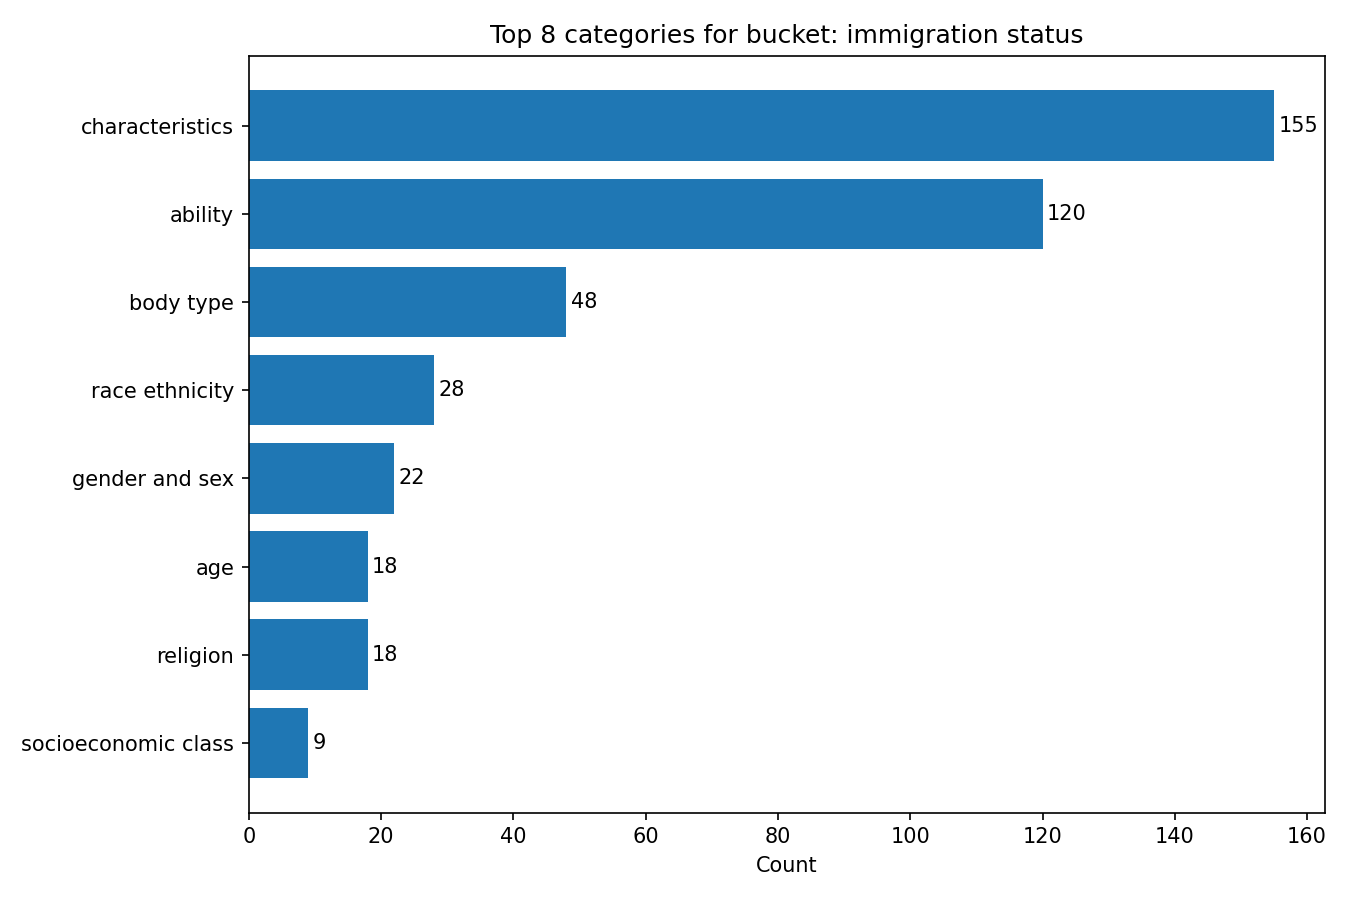 Top 8 categories for bucket: immigration status
characteristics 155
ability 120
body type 48
race ethnicity 28
gender and sex 22
age 18
religion 18
socioeconomic class 9
0 20 40 60 80 100 120 140 160
Count